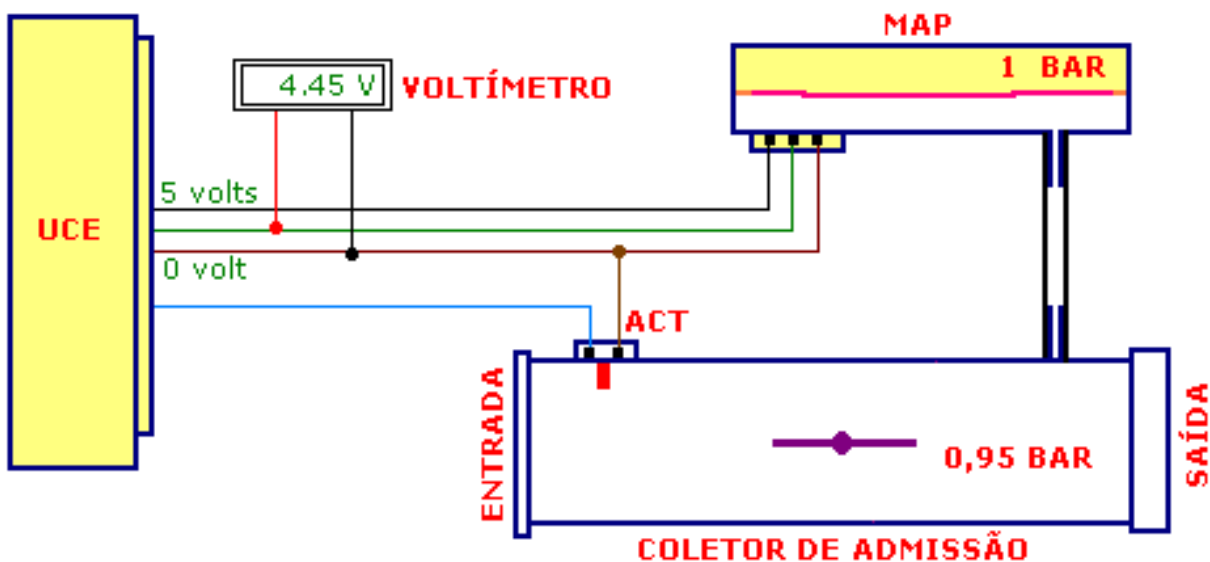 MAP
1 BAR
4.45 V
VOLTÍMETRO
5 volts
UCE
0 volt
ACT
ENTRADA
0,95 BAR
SAÍDA
COLETOR DE ADMISSÃO